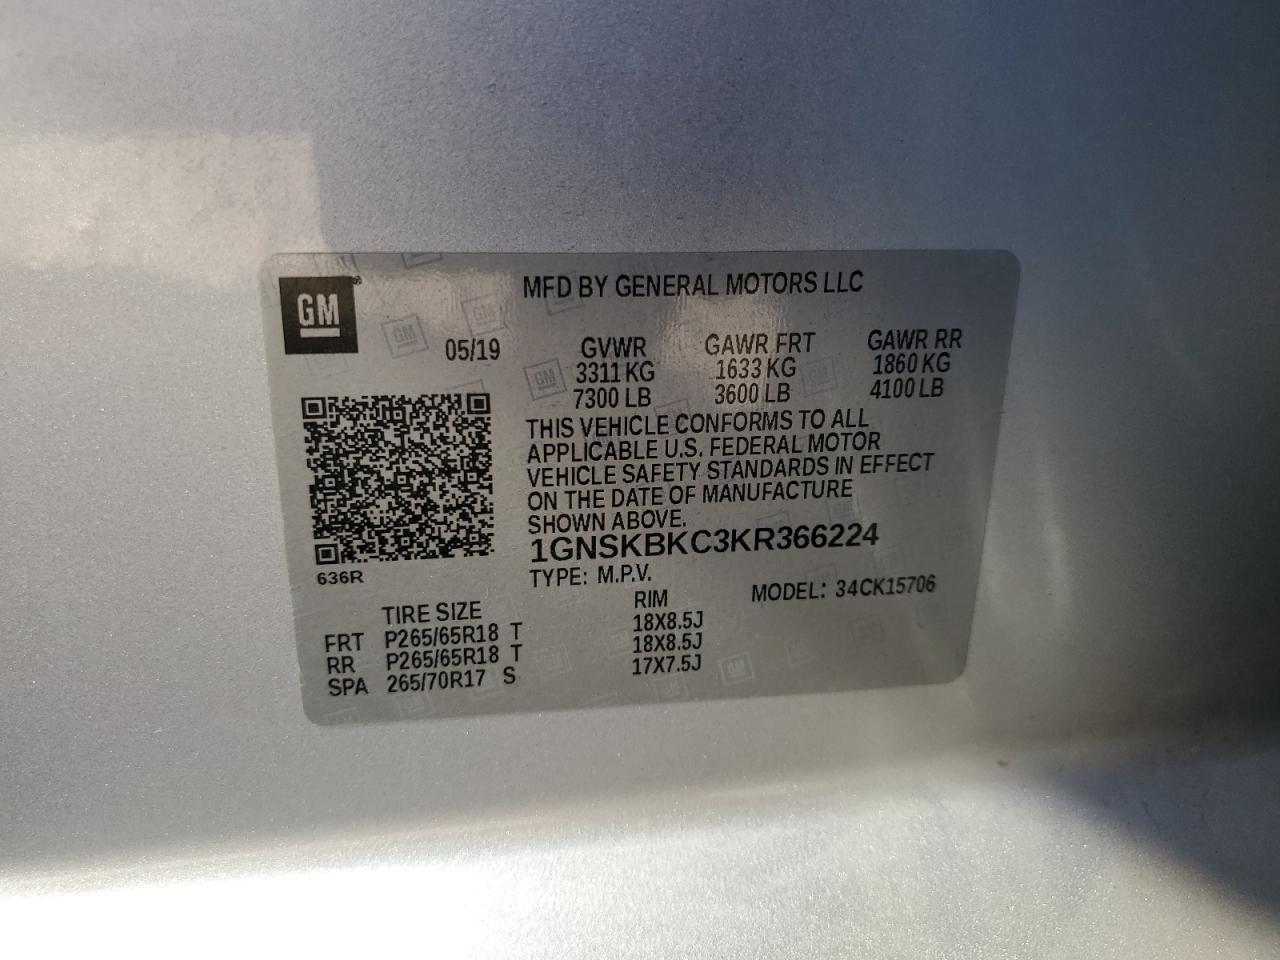 GM ®
MFD BY GENERAL MOTORS LLC
05/19
GVWR GAWR FRT GAWR RR
3311 KG 1633 KG 1860 KG
7300 LB 3600 LB 4100 LB
THIS VEHICLE CONFORMS TO ALL
APPLICABLE U.S. FEDERAL MOTOR
VEHICLE SAFETY STANDARDS IN EFFECT
ON THE DATE OF MANUFACTURE
SHOWN ABOVE.
1GNSKBKC3KR366224
636R
TYPE: M.P.V. MODEL: 34CK15706
TIRE SIZE RIM
FRT P265/65R18 T 18X8.5J
RR P265/65R18 T 18X8.5J
SPA 265/70R17 S 17X7.5J